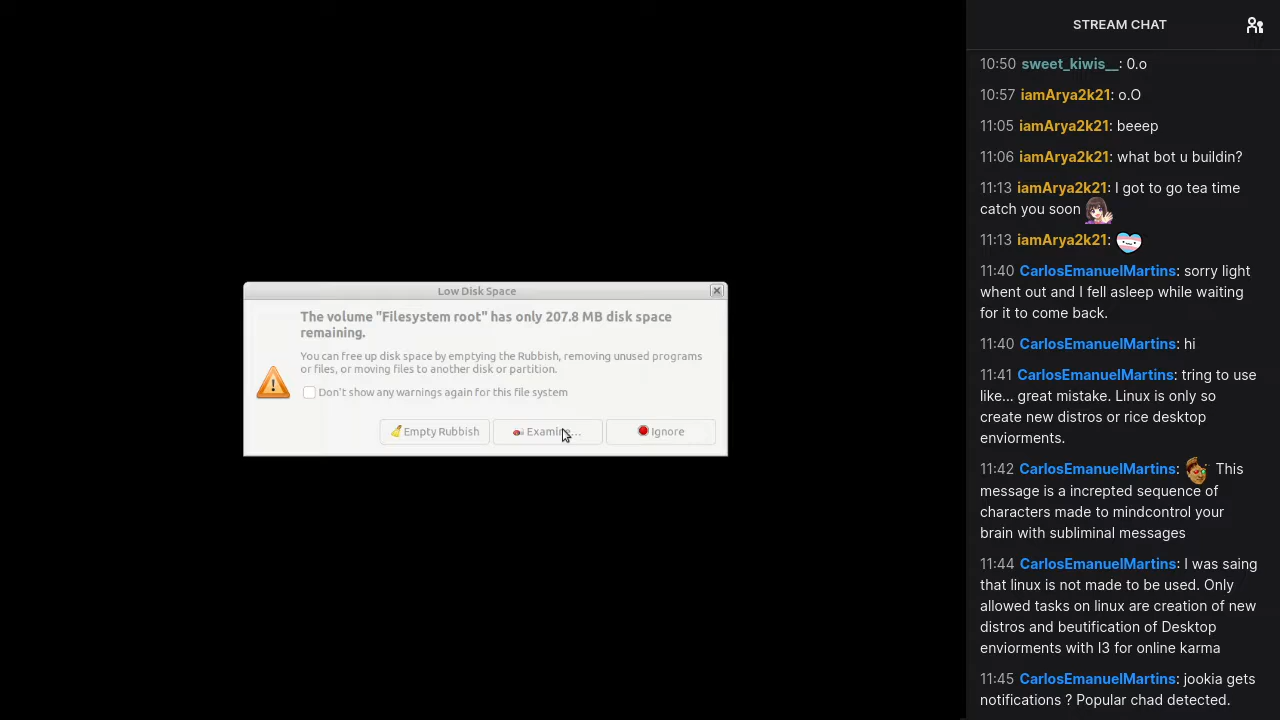 Low Disk Space
The volume "Filesystem root" has only 207.8 MB disk space
remaining.
You can free up disk space by emptying the Rubbish, removing unused programs
or files, or moving files to another disk or partition.
Don't show any warnings again for this file system
Empty Rubbish
Examine...
Ignore
STREAM CHAT
10:50 sweet_kiwis__: 0.o
10:57 iamArya2k21: o.O
11:05 iamArya2k21: beeep
11:06 iamArya2k21: what bot u buildin?
11:13 iamArya2k21: I got to go tea time
catch you soon
11:13 iamArya2k21:
11:40 CarlosEmanuelMartins: sorry light
whent out and I fell asleep while waiting
for it to come back.
11:40 CarlosEmanuelMartins: hi
11:41 CarlosEmanuelMartins: tring to use
like... great mistake. Linux is only so
create new distros or rice desktop
enviorments.
11:42 CarlosEmanuelMartins: This
message is a increpted sequence of
characters made to mindcontrol your
brain with subliminal messages
11:44 CarlosEmanuelMartins: I was saing
that linux is not made to be used. Only
allowed tasks on linux are creation of new
distros and beutification of Desktop
enviorments with I3 for online karma
11:45 CarlosEmanuelMartins: jookia gets
notifications ? Popular chad detected.